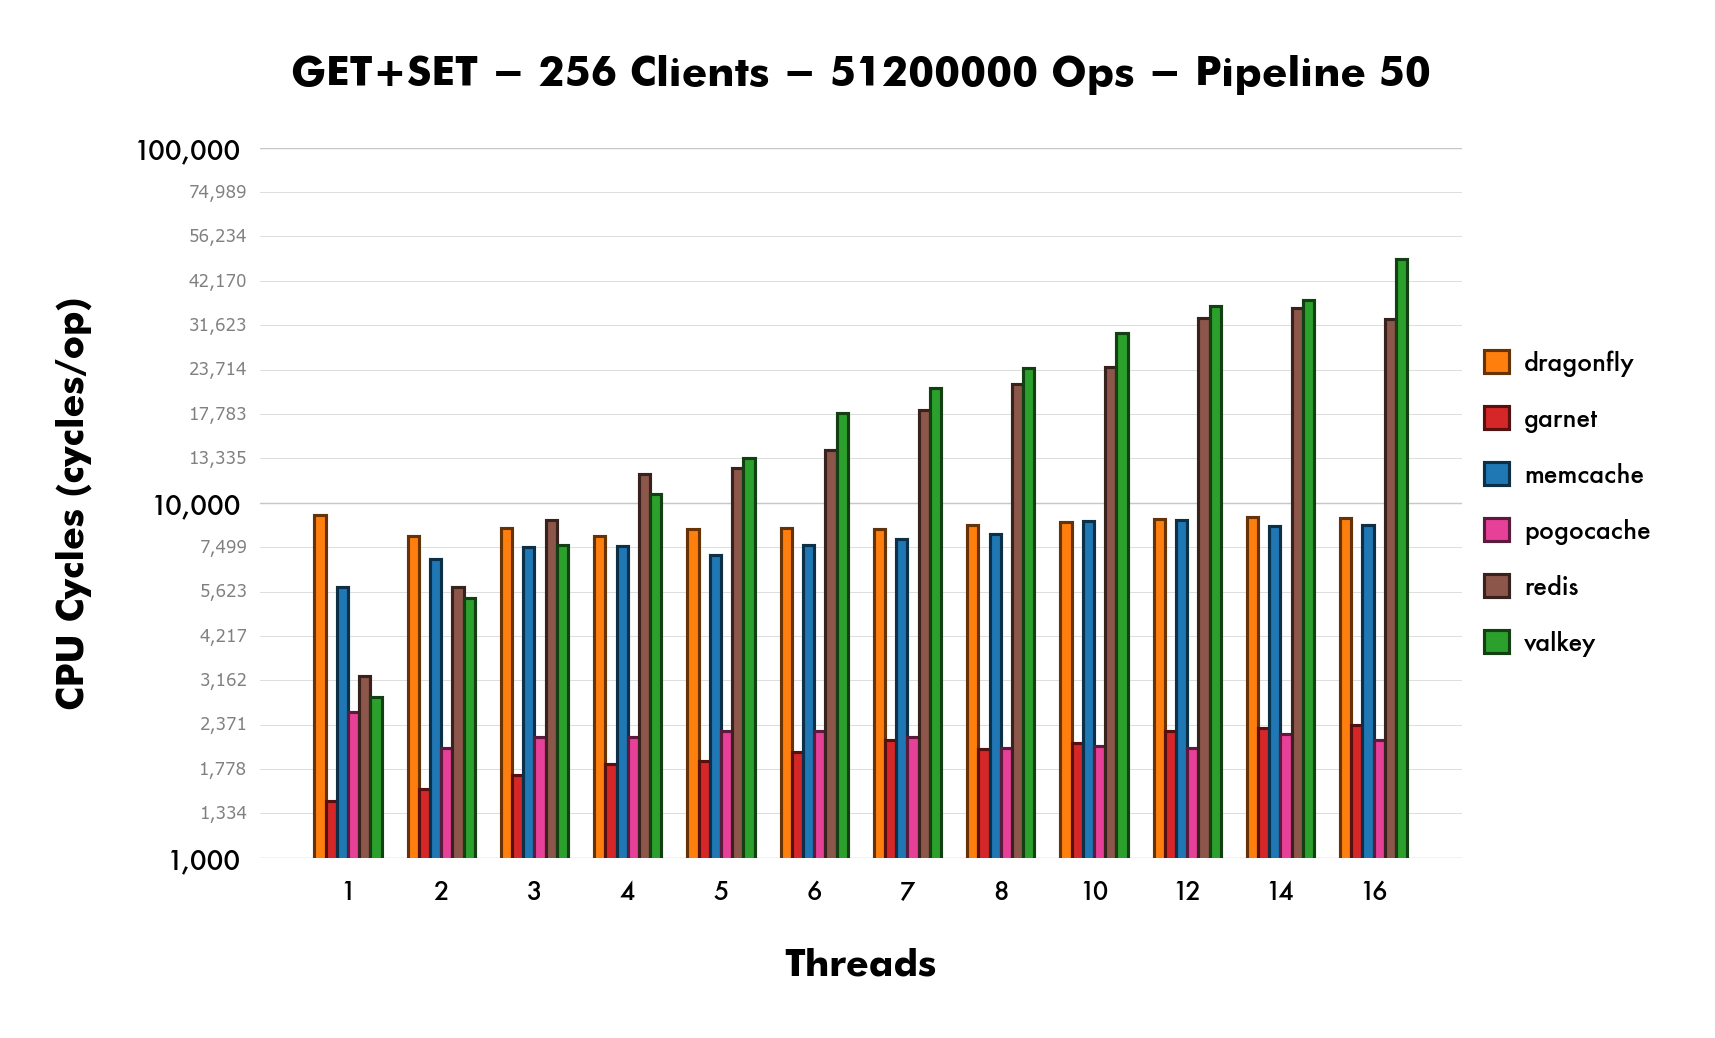 GET+SET – 256 Clients – 51200000 Ops – Pipeline 50
CPU Cycles (cycles/op)
100,000
74,989
56,234
42,170
31,623
23,714
17,783
13,335
10,000
7,499
5,623
4,217
3,162
2,371
1,778
1,334
1,000
1 2 3 4 5 6 7 8 10 12 14 16
Threads
dragonfly
garnet
memcache
pogocache
redis
valkey